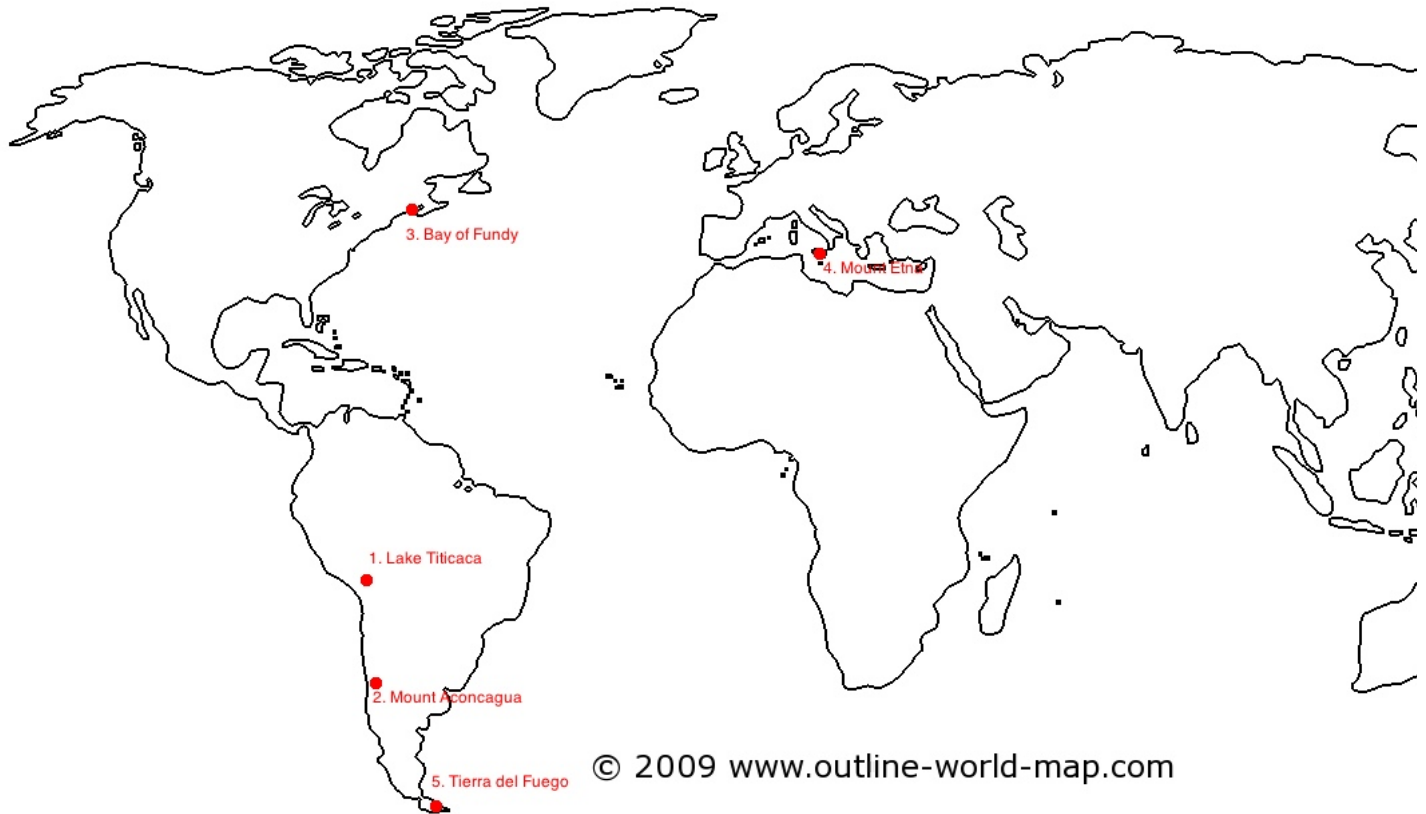 3. Bay of Fundy
4. Mount Etna
1. Lake Titicaca
2. Mount Aconcagua
5. Tierra del Fuego
© 2009 www.outline-world-map.com